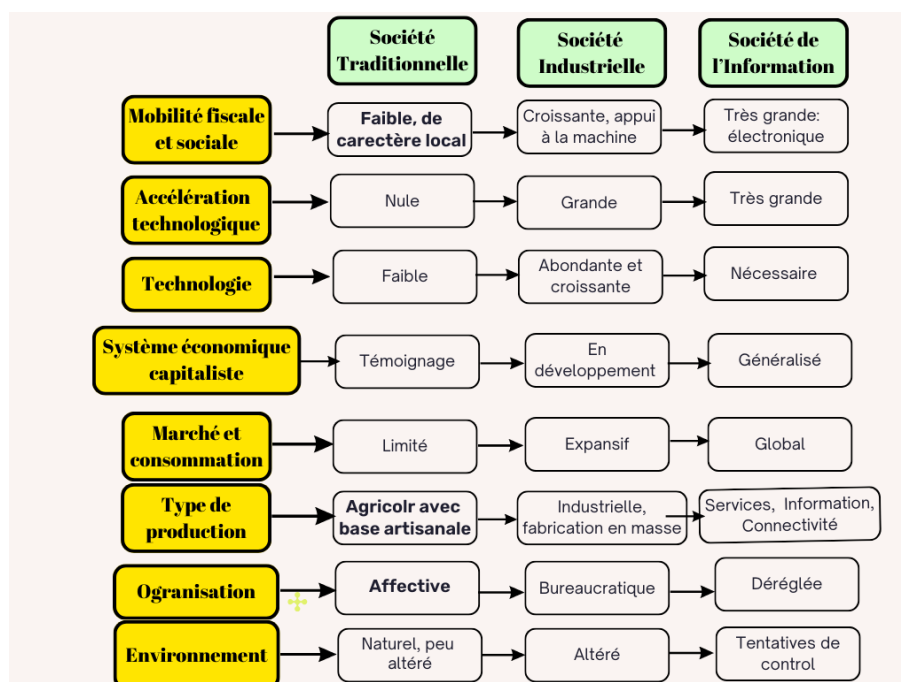 Société
Traditionnelle
Société
Industrielle
Société de
l'Information
Mobilité fiscale
et sociale
Faible, de
carectère local
Croissante, appui
à la machine
Très grande:
électronique
Accélération
technologique
Nule
Grande
Très grande
Technologie
Faible
Abondante et
croissante
Nécessaire
Système économique
capitaliste
Témoignage
En
développement
Généralisé
Marché et
consommation
Limité
Expansif
Global
Type de
production
Agricolr avec
base artisanale
Industrielle,
fabrication en masse
Services, Information,
Connectivité
Ogranisation
Affective
Bureaucratique
Déréglée
Environnement
Naturel, peu
altéré
Altéré
Tentatives de
control